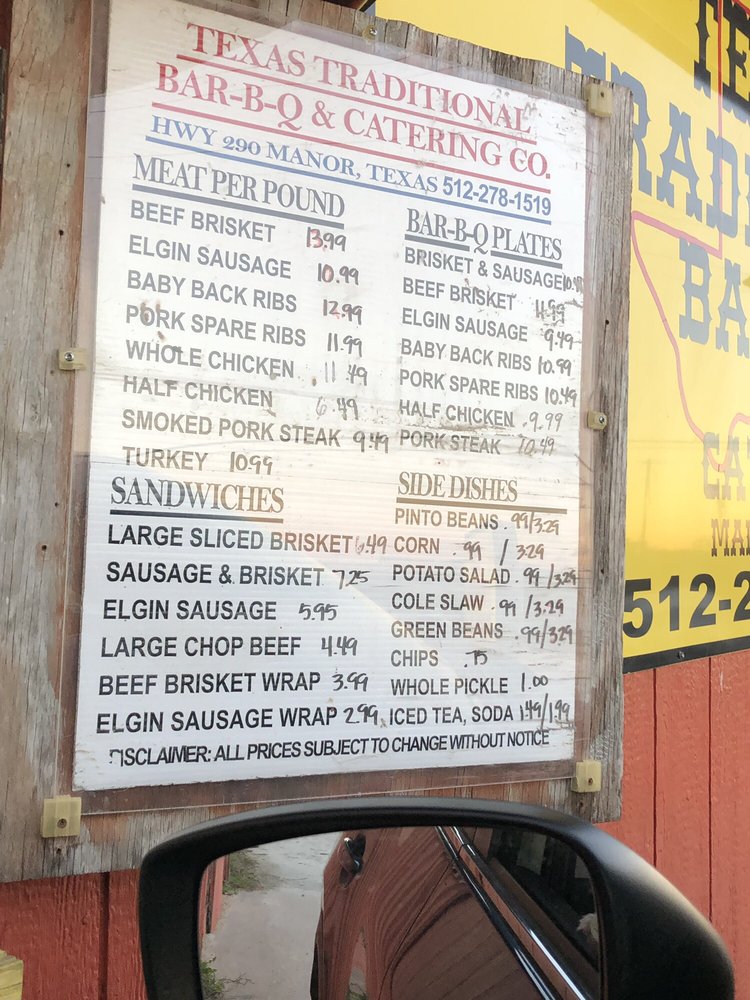 TEXAS TRADITIONAL
BAR-B-Q & CATERING CO.
HWY 290 MANOR, TEXAS 512-278-1519
MEAT PER POUND
BEEF BRISKET 13.99
ELGIN SAUSAGE 10.99
BABY BACK RIBS 12.99
PORK SPARE RIBS 11.99
WHOLE CHICKEN 11.49
HALF CHICKEN 6.49
SMOKED PORK STEAK 9.49
TURKEY 10.99
BAR-B-Q PLATES
BRISKET & SAUSAGE
BEEF BRISKET
ELGIN SAUSAGE 9.49
BABY BACK RIBS 10.99
PORK SPARE RIBS 10.49
HALF CHICKEN 9.99
PORK STEAK 10.49
SANDWICHES
LARGE SLICED BRISKET 6.49
SAUSAGE & BRISKET 7.25
ELGIN SAUSAGE 5.95
LARGE CHOP BEEF 4.49
BEEF BRISKET WRAP 3.99
ELGIN SAUSAGE WRAP 2.99
SIDE DISHES
PINTO BEANS .99/3.29
CORN .99 / 3.29
POTATO SALAD .99/3.29
COLE SLAW .99/3.29
GREEN BEANS .99/3.29
CHIPS .75
WHOLE PICKLE 1.00
ICED TEA, SODA 1.49/1.99
DISCLAIMER: ALL PRICES SUBJECT TO CHANGE WITHOUT NOTICE
TE
TRADI
BA
CA
MA
512-2